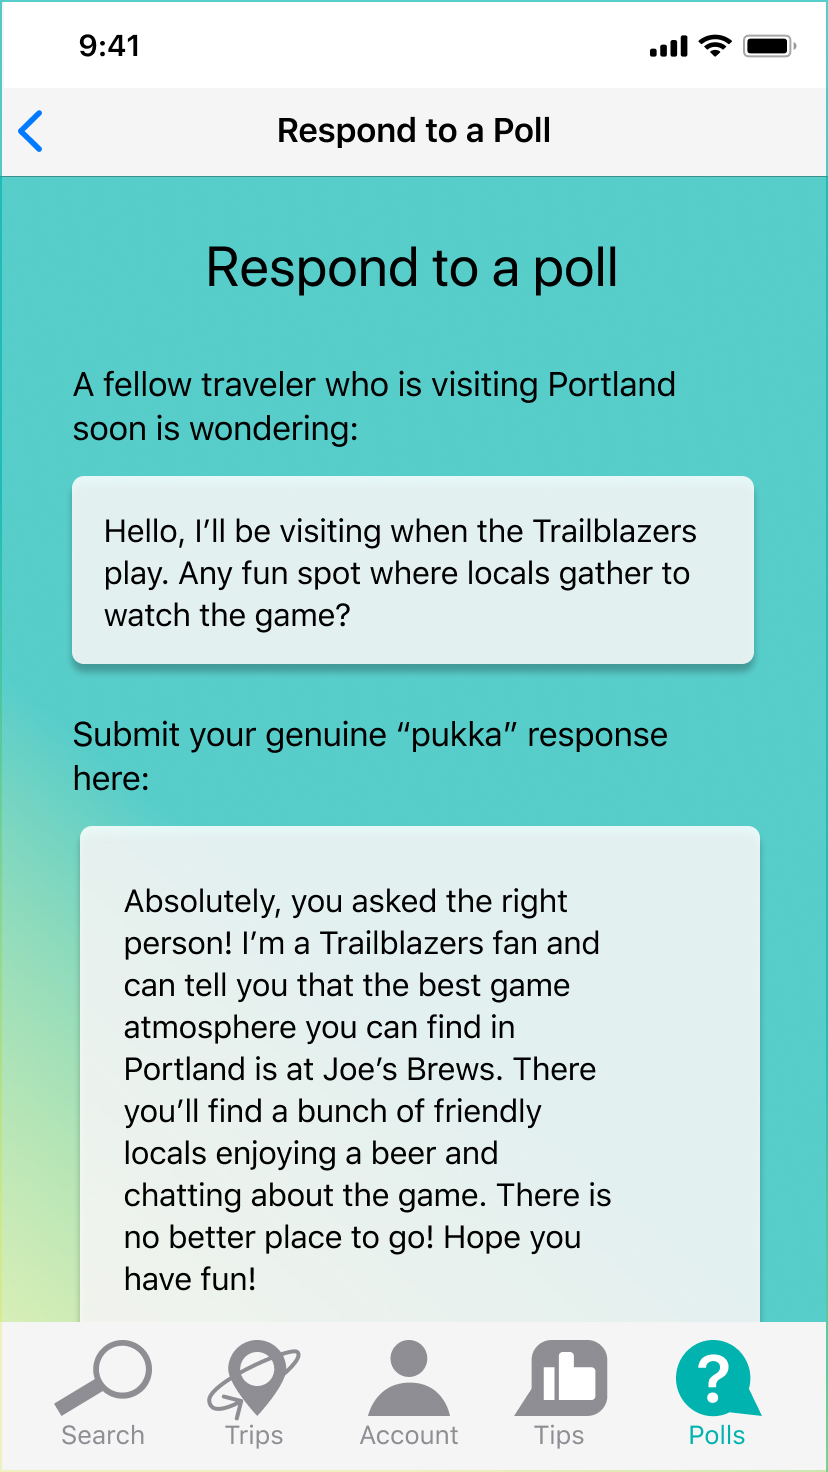 9:41
Respond to a Poll
Respond to a poll
A fellow traveler who is visiting Portland
soon is wondering:
Hello, I’ll be visiting when the Trailblazers
play. Any fun spot where locals gather to
watch the game?
Submit your genuine “pukka” response
here:
Absolutely, you asked the right
person! I’m a Trailblazers fan and
can tell you that the best game
atmosphere you can find in
Portland is at Joe’s Brews. There
you’ll find a bunch of friendly
locals enjoying a beer and
chatting about the game. There is
no better place to go! Hope you
have fun!
Search
Trips
Account
Tips
?
Polls